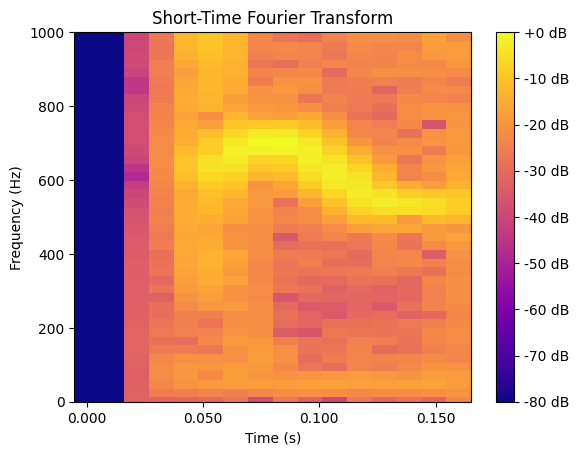 Short-Time Fourier Transform
1000
800
600
400
200
0
Frequency (Hz)
0.000
0.050
0.100
0.150
Time (s)
+0 dB
-10 dB
-20 dB
-30 dB
-40 dB
-50 dB
-60 dB
-70 dB
-80 dB